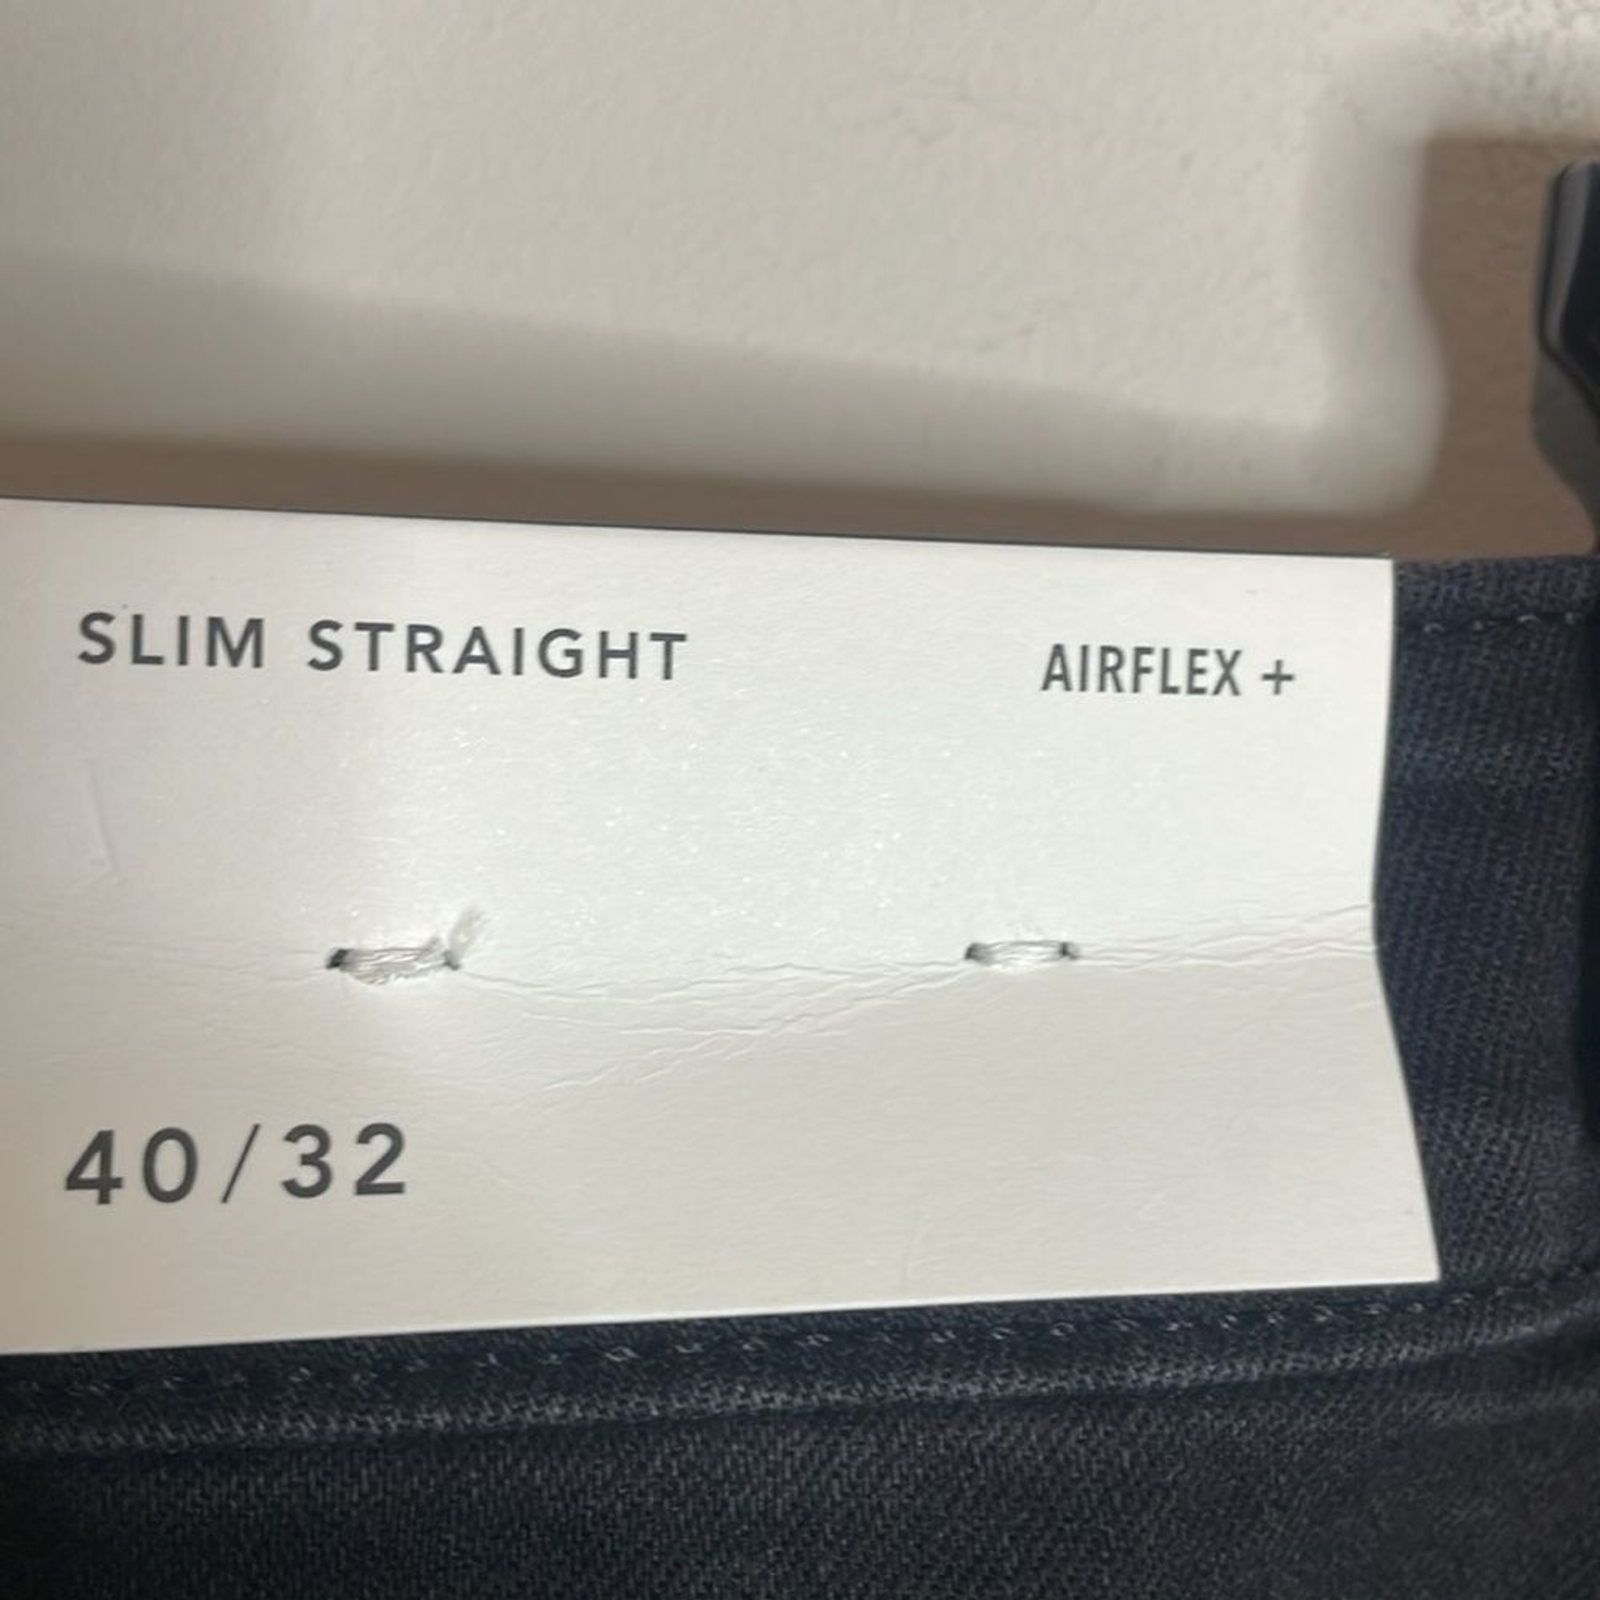 SLIM STRAIGHT
AIRFLEX +
40/32